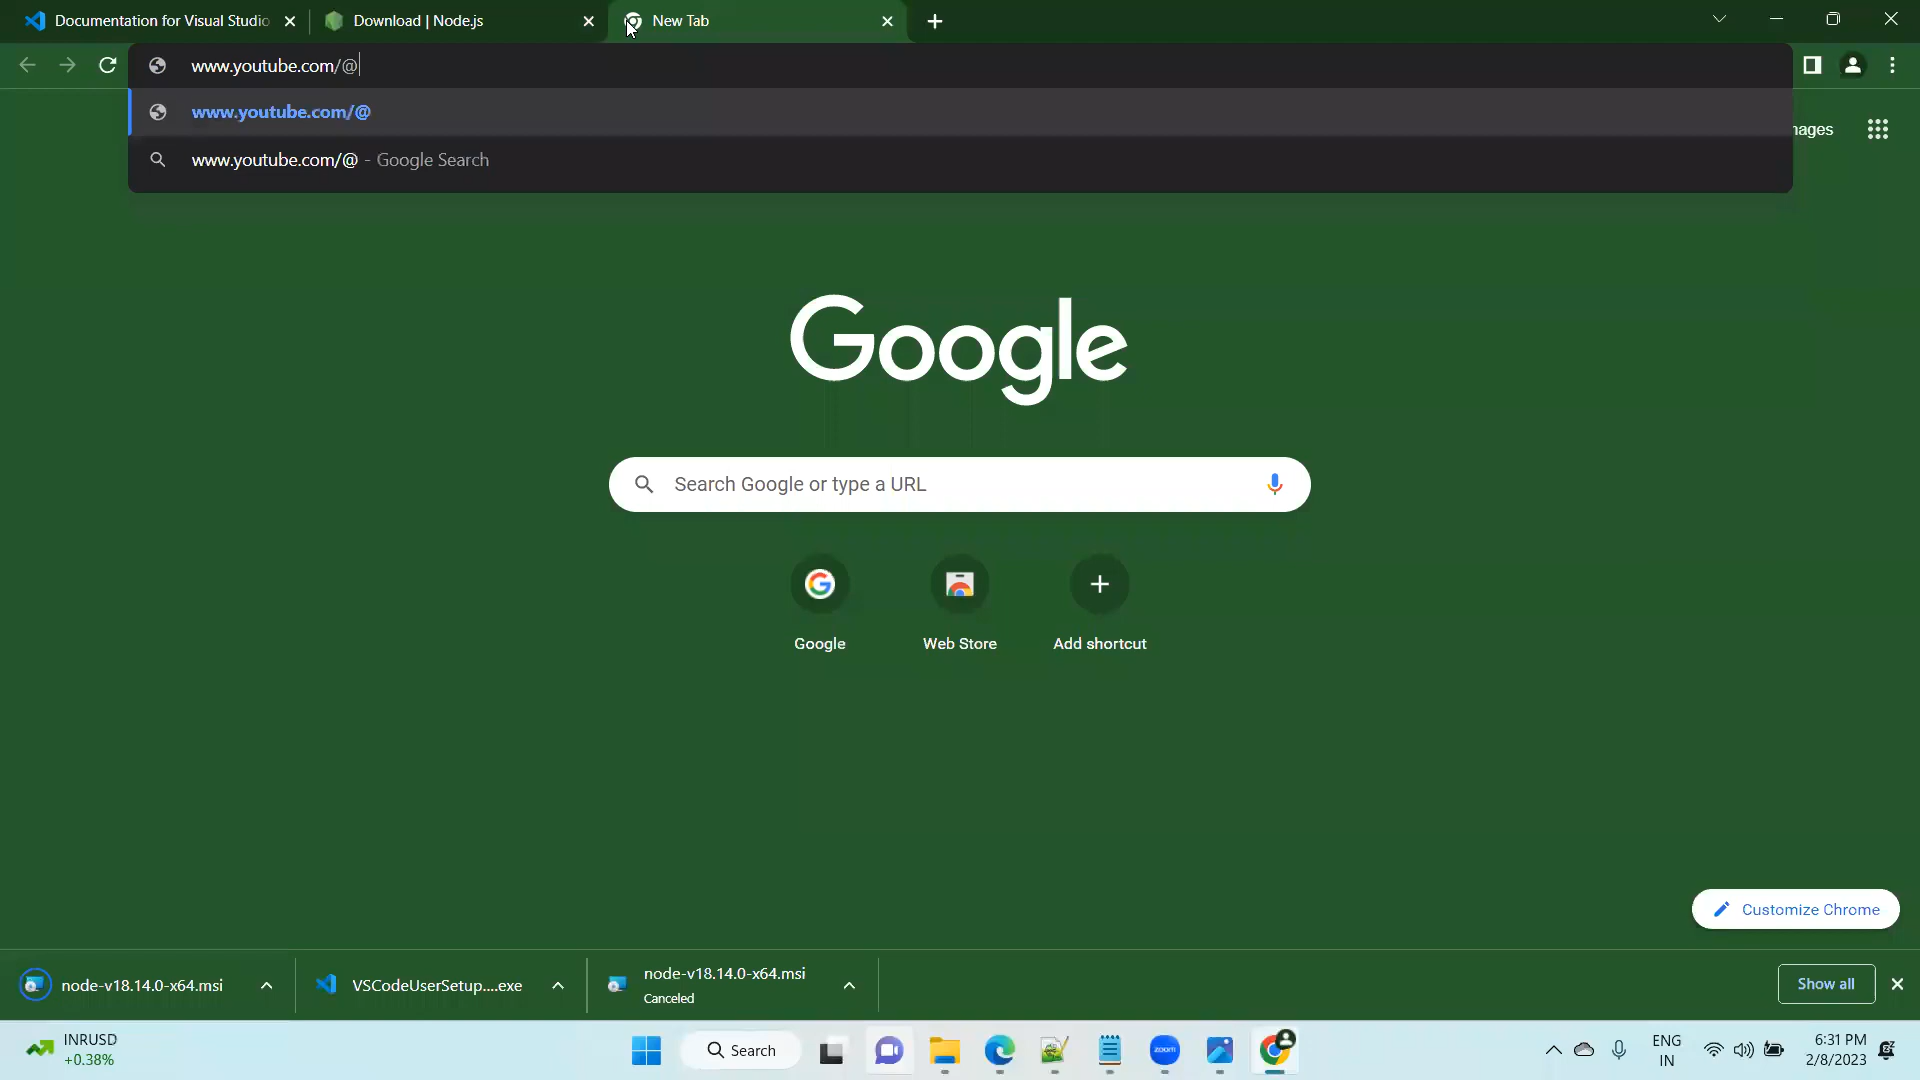 Documentation for Visual Studio
Download | Node.js
New Tab
www.youtube.com/@
www.youtube.com/@
www.youtube.com/@ - Google Search
Google
Search Google or type a URL
Google
Web Store
Add shortcut
Customize Chrome
node-v18.14.0-x64.msi
VSCodeUserSetup....exe
node-v18.14.0-x64.msi
Canceled
Show all
INRUSD
+0.38%
Search
zoom
ENG
IN
6:31 PM
2/8/2023